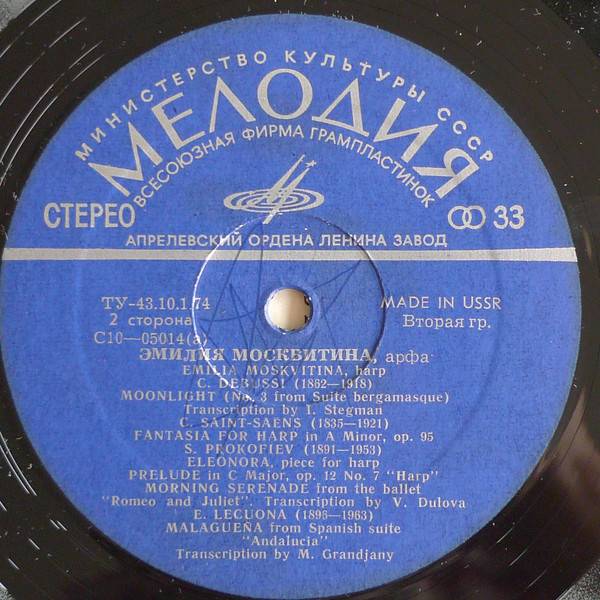 МИНИСТЕРСТВО КУЛЬТУРЫ СССР
МЕЛОДИЯ
ВСЕСОЮЗНАЯ ФИРМА ГРАМПЛАСТИНОК
СТЕРЕО
33
АПРЕЛЕВСКИЙ ОРДЕНА ЛЕНИНА ЗАВОД
ТУ-43.10.1.74
MADE IN USSR
2 сторона
Вторая гр.
С10—05014(а)
ЭМИЛИЯ МОСКВИТИНА, арфа
EMILIA MOSKVITINA, harp
C. DEBUSSI (1862—1918)
MOONLIGHT (No. 3 from Suite bergamasque)
Transcription by I. Stegman
C. SAINT-SAENS (1835—1921)
FANTASIA FOR HARP in A Minor, op. 95
S. PROKOFIEV (1891—1953)
ELEONORA, piece for harp
PRELUDE in C Major, op. 12 No. 7 "Harp"
MORNING SERENADE from the ballet
"Romeo and Juliet". Transcription by V. Dulova
E. LECUONA (1896—1963)
MALAGUEÑA from Spanish suite
"Andalucia"
Transcription by M. Grandjany